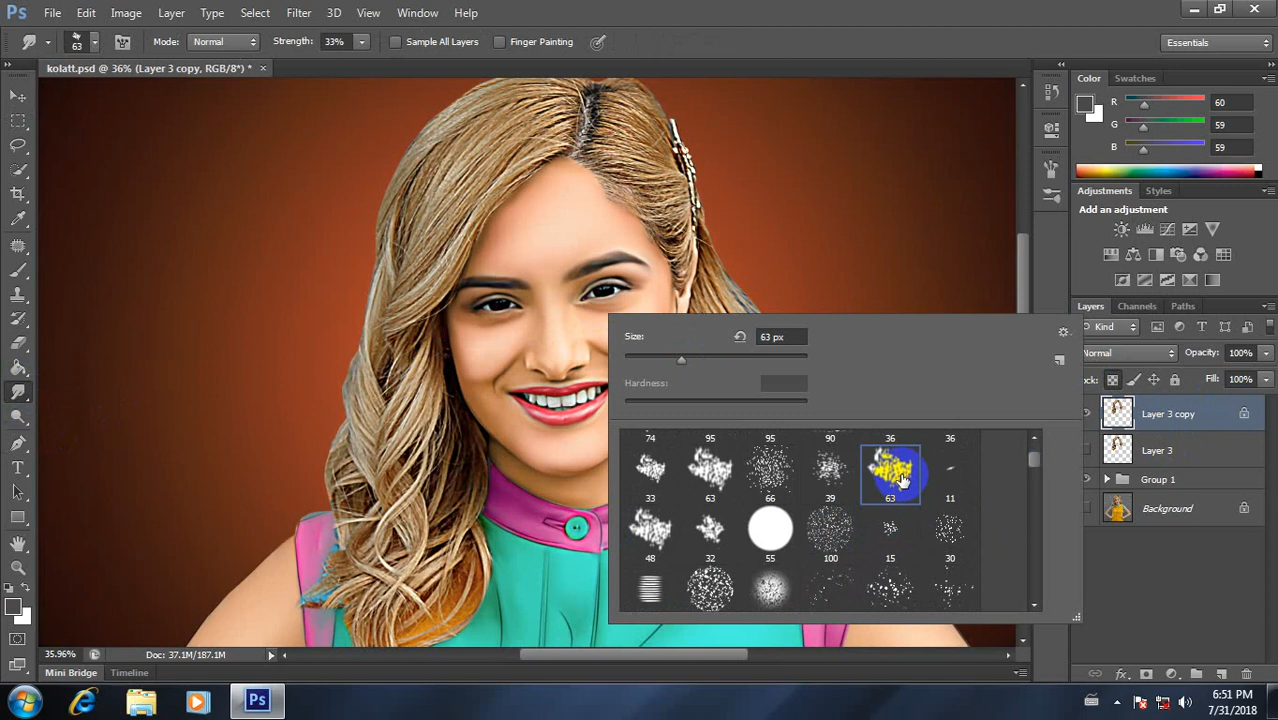 Ps File Edit Image Layer Type Select Filter 3D View Window Help
63 Mode: Normal Strength: 33% Sample All Layers Finger Painting Essentials
kolatt.psd @ 36% (Layer 3 copy, RGB/8*) *
Color Swatches
R 60
G 59
B 59
Adjustments Styles
Add an adjustment
Layers Channels Paths
Kind
Normal Opacity: 100%
Lock: Fill: 100%
Layer 3 copy
Layer 3
Group 1
Background
Size: 63 px
Hardness:
74 95 95 90 36 36
33 63 66 39 63 11
48 32 55 100 15 30
35.96% Doc: 37.1M/187.1M
Mini Bridge Timeline
Ps
6:51 PM
7/31/2018